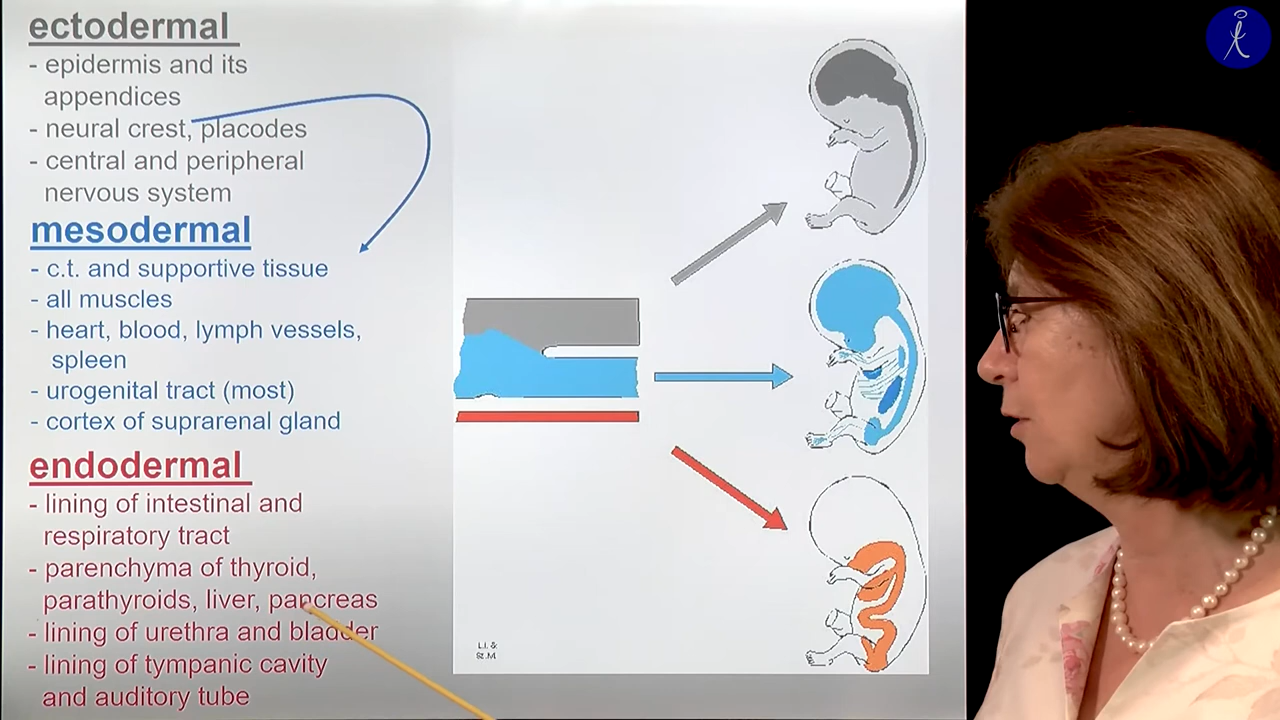 ectodermal
- epidermis and its
appendices
- neural crest, placodes
- central and peripheral
nervous system
mesodermal
- c.t. and supportive tissue
- all muscles
- heart, blood, lymph vessels,
spleen
- urogenital tract (most)
- cortex of suprarenal gland
endodermal
- lining of intestinal and
respiratory tract
- parenchyma of thyroid,
parathyroids, liver, pancreas
- lining of urethra and bladder
- lining of tympanic cavity
and auditory tube
L.I. &
Sz.M.